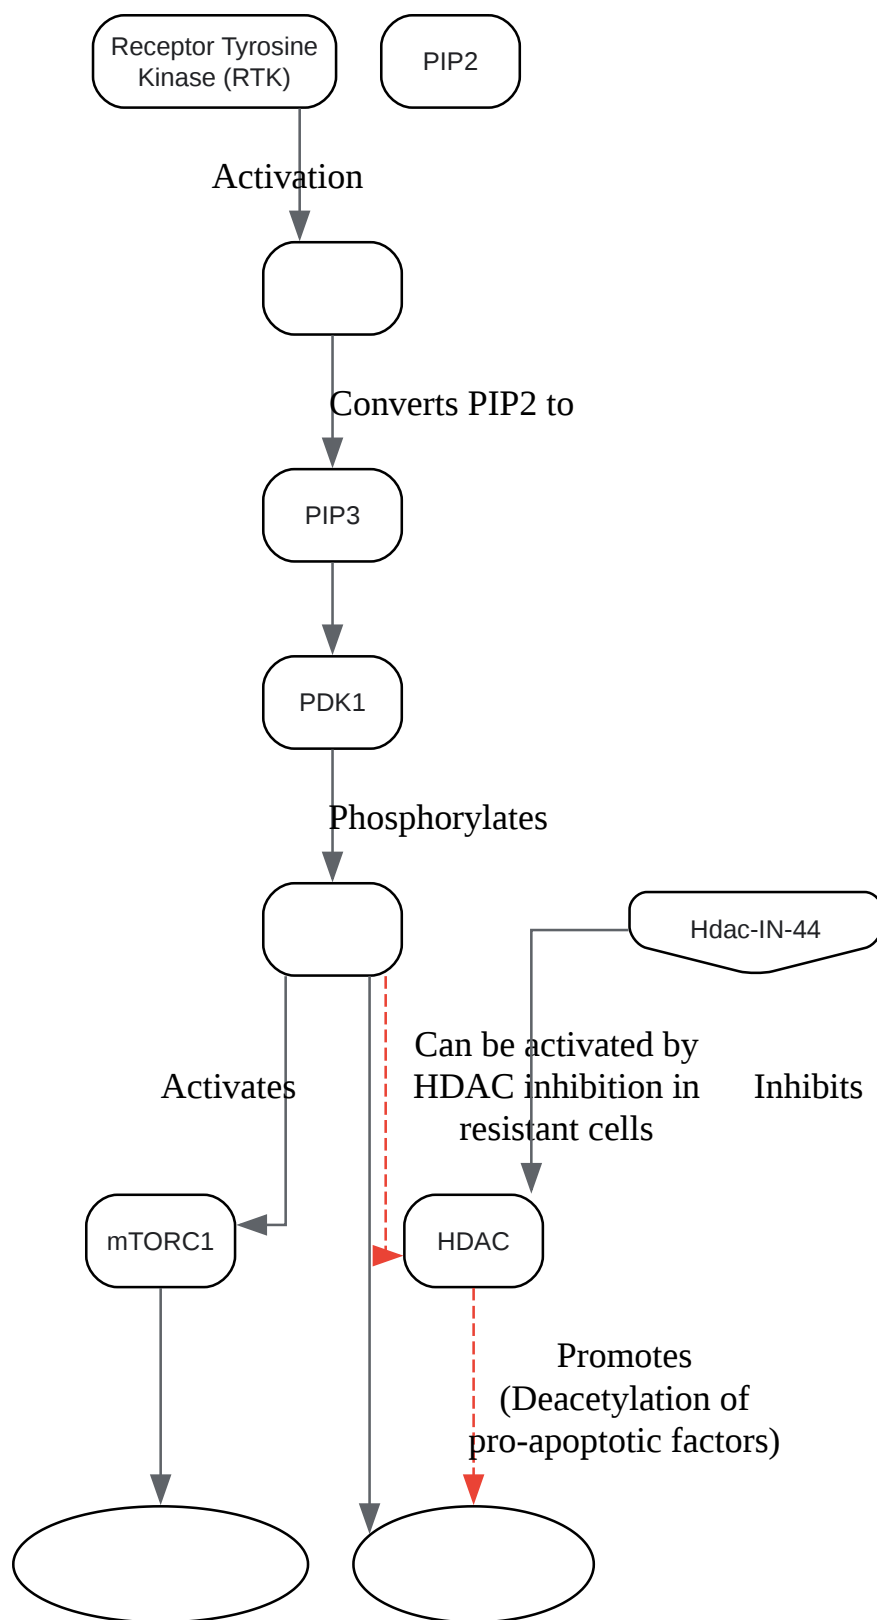 Receptor Tyrosine
Kinase (RTK)
PIP2
Activation
Converts PIP2 to
PIP3
PDK1
Phosphorylates
Hdac-IN-44
Can be activated by
HDAC inhibition in
resistant cells
Activates
Inhibits
mTORC1
HDAC
Promotes
(Deacetylation of
pro-apoptotic factors)